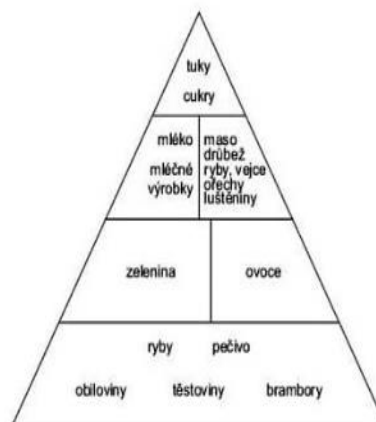 tuky
cukry
mléko
mléčné
výrobky
maso
drůbež
ryby, vejce
ořechy
luštěniny
zelenina
ovoce
ryby pečivo
obiloviny těstoviny brambory